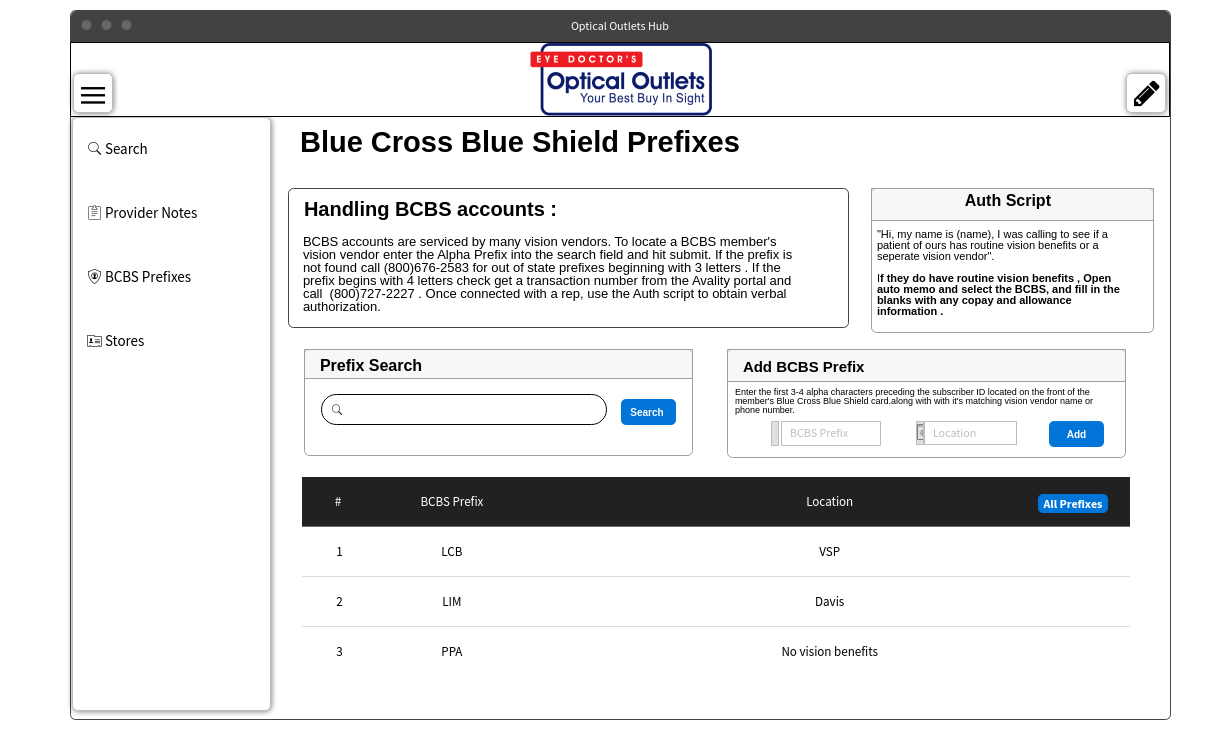 Optical Outlets Hub
EYE DOCTOR'S
Optical Outlets
Your Best Buy In Sight
Search
Provider Notes
BCBS Prefixes
Stores
Blue Cross Blue Shield Prefixes
Handling BCBS accounts :
BCBS accounts are serviced by many vision vendors. To locate a BCBS member's
vision vendor enter the Alpha Prefix into the search field and hit submit. If the prefix is
not found call (800)676-2583 for out of state prefixes beginning with 3 letters . If the
prefix begins with 4 letters check get a transaction number from the Avality portal and
call  (800)727-2227 . Once connected with a rep, use the Auth script to obtain verbal
authorization.
Auth Script
"Hi, my name is (name), I was calling to see if a
patient of ours has routine vision benefits or a
seperate vision vendor".
If they do have routine vision benefits , Open
auto memo and select the BCBS, and fill in the
blanks with any copay and allowance
information .
Prefix Search
Search
Add BCBS Prefix
Enter the first 3-4 alpha characters preceding the subscriber ID located on the front of the
member's Blue Cross Blue Shield card.along with with it's matching vision vendor name or
phone number.
BCBS Prefix
Location
Add
# BCBS Prefix Location All Prefixes
1 LCB VSP
2 LIM Davis
3 PPA No vision benefits